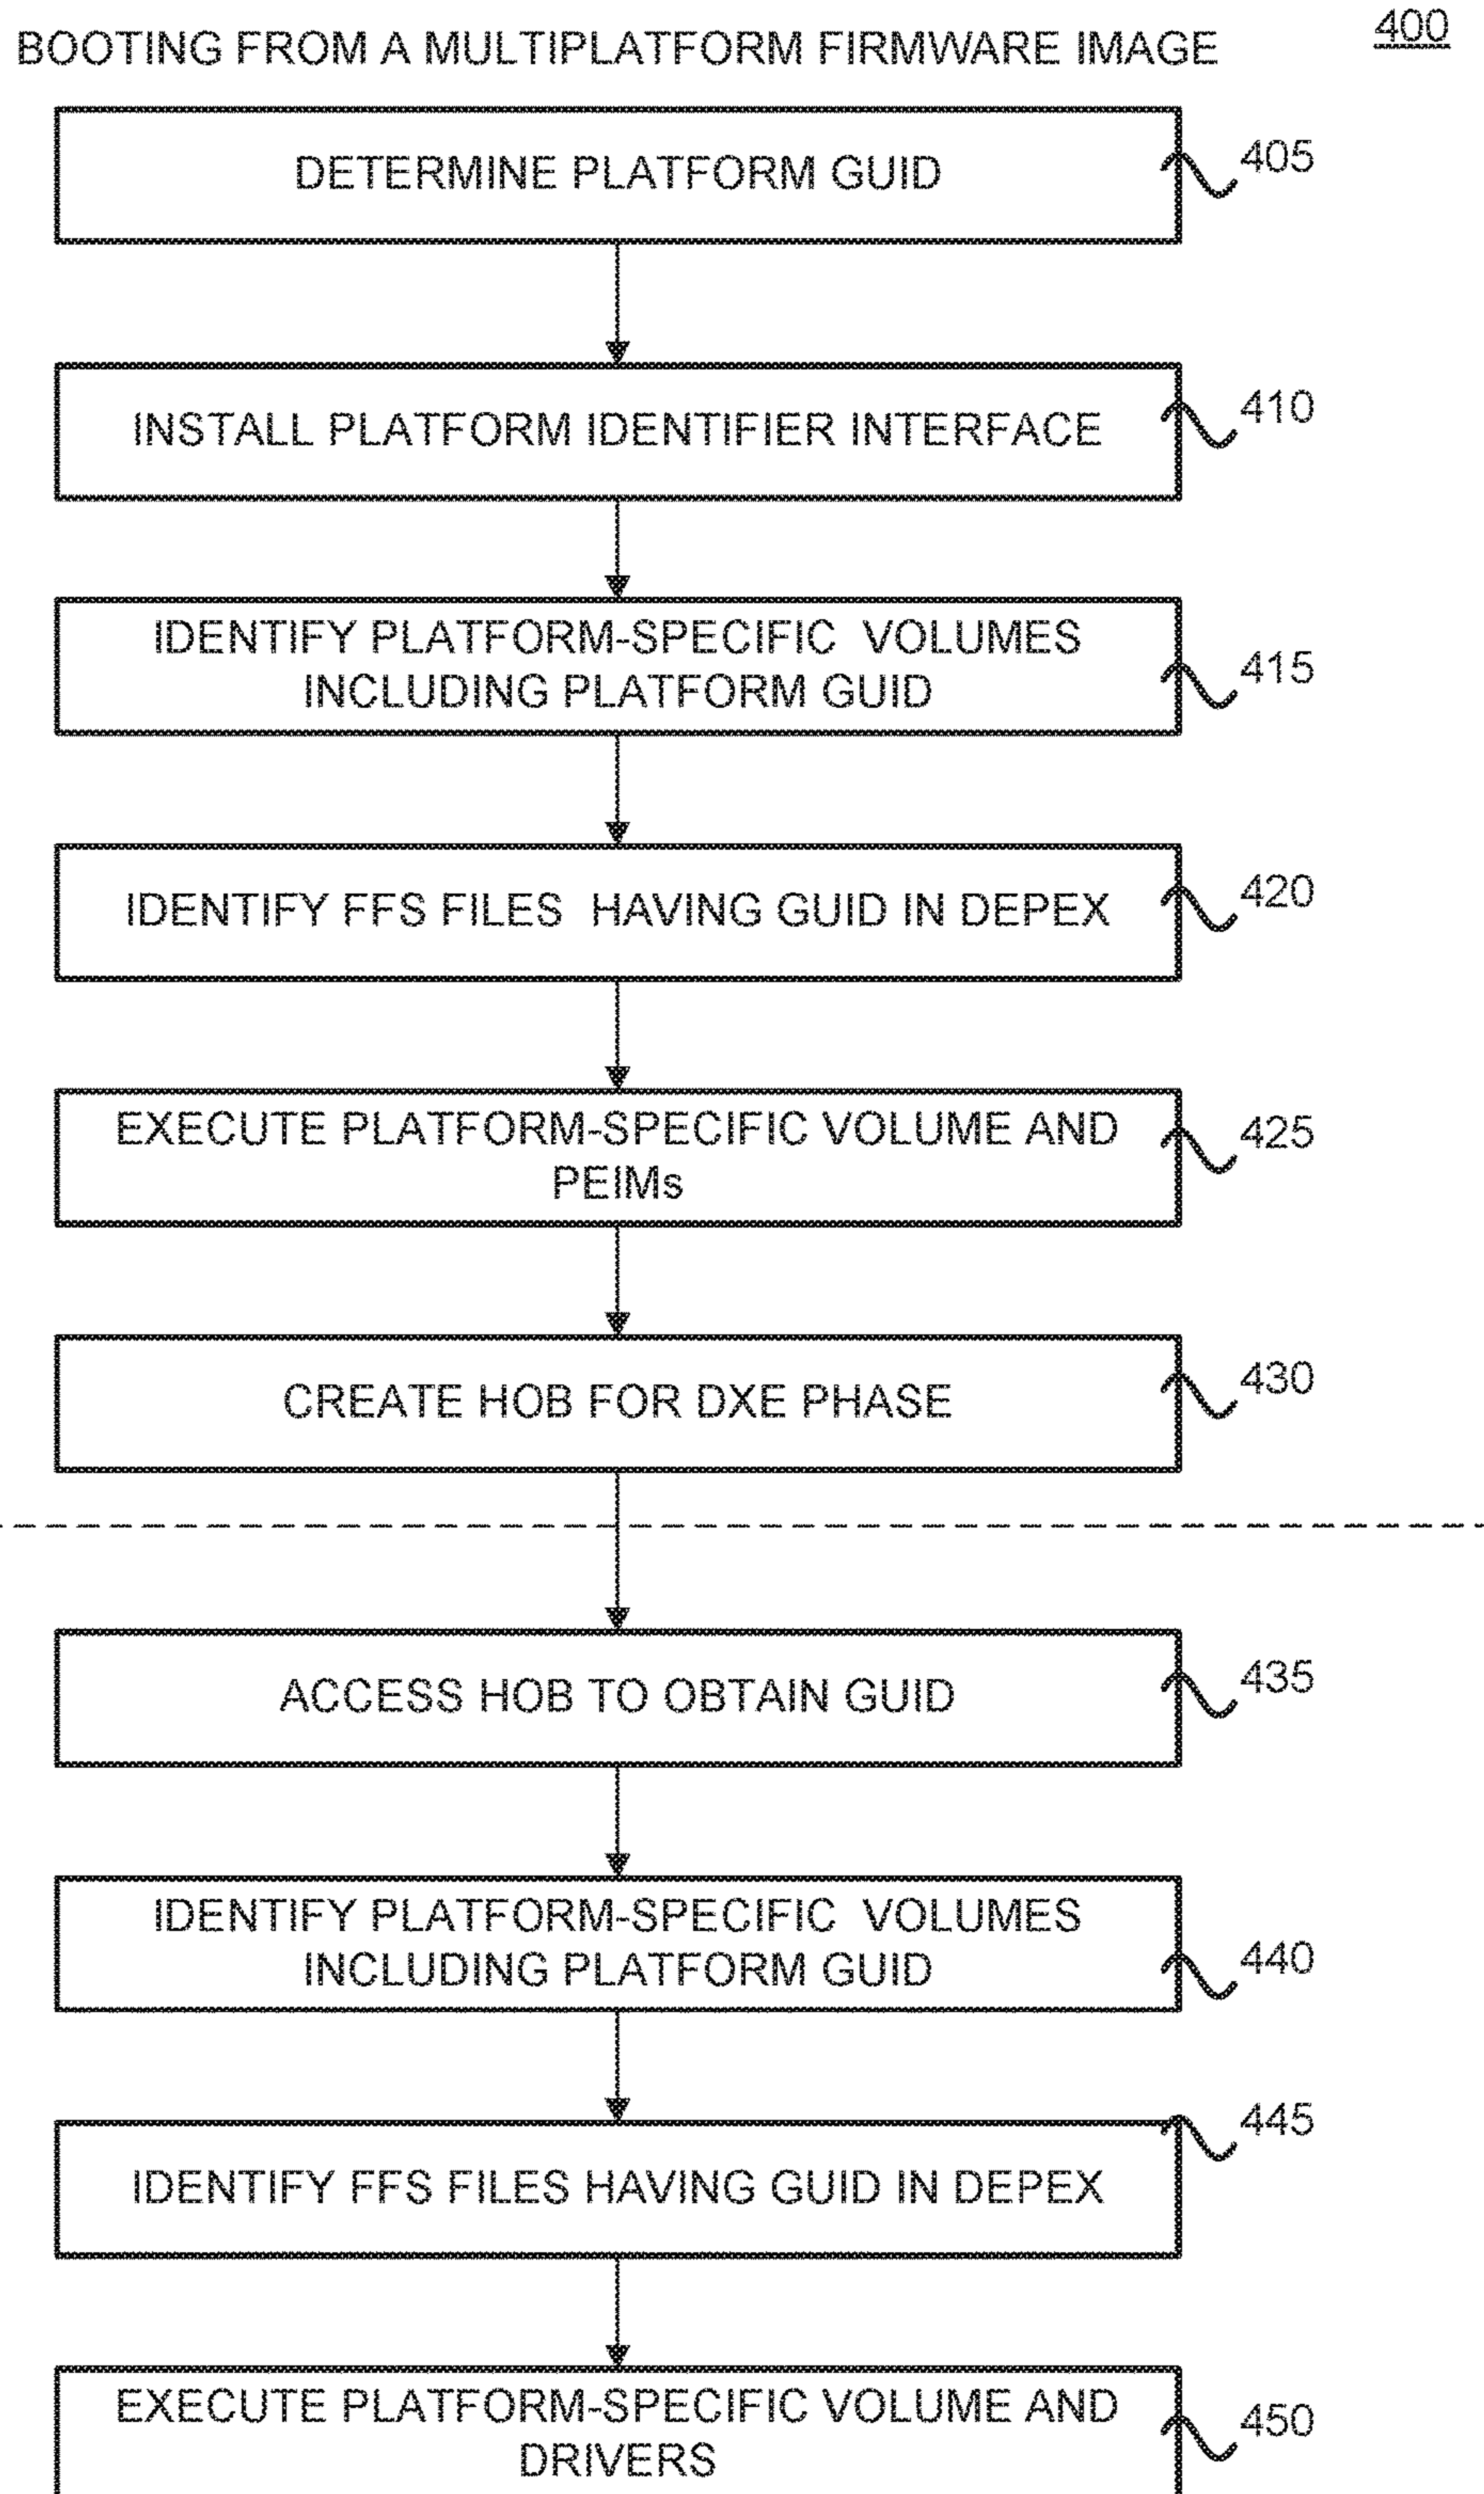 BOOTING FROM A MULTIPLATFORM FIRMWARE IMAGE
400
DETERMINE PLATFORM GUID
405
INSTALL PLATFORM IDENTIFIER INTERFACE
410
IDENTIFY PLATFORM-SPECIFIC VOLUMES
INCLUDING PLATFORM GUID
415
IDENTIFY FFS FILES HAVING GUID IN DEPEX
420
EXECUTE PLATFORM-SPECIFIC VOLUME AND
PEIMs
425
CREATE HOB FOR DXE PHASE
430
ACCESS HOB TO OBTAIN GUID
435
IDENTIFY PLATFORM-SPECIFIC VOLUMES
INCLUDING PLATFORM GUID
440
IDENTIFY FFS FILES HAVING GUID IN DEPEX
445
EXECUTE PLATFORM-SPECIFIC VOLUME AND
DRIVERS
450